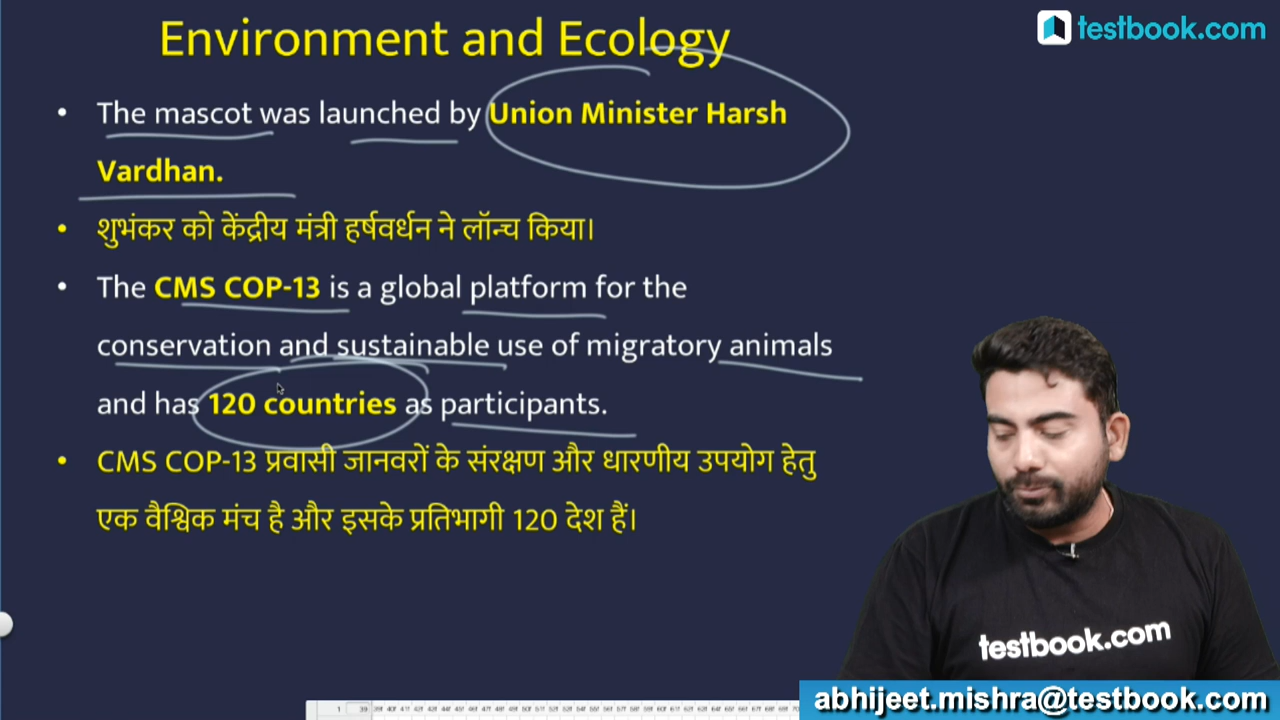 Environment and Ecology
testbook.com
• The mascot was launched by Union Minister Harsh
Vardhan.
• शुभंकर को केंद्रीय मंत्री हर्षवर्धन ने लॉन्च किया।
• The CMS COP-13 is a global platform for the
conservation and sustainable use of migratory animals
and has 120 countries as participants.
• CMS COP-13 प्रवासी जानवरों के संरक्षण और धारणीय उपयोग हेतु
एक वैश्विक मंच है और इसके प्रतिभागी 120 देश हैं।
testbook.com
abhijeet.mishra@testbook.com